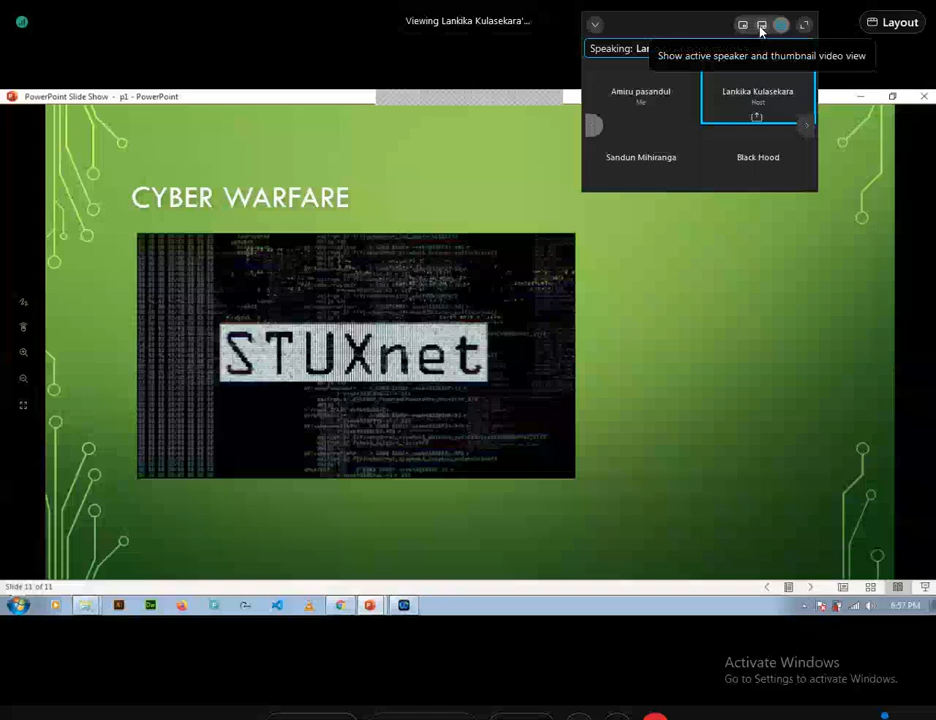 Viewing Lankika Kulasekara'...
Layout
Speaking: Lan
Show active speaker and thumbnail video view
Amiru pasandul
Me
Lankika Kulasekara
Host
Sandun Mihiranga
Black Hood
PowerPoint Slide Show - p1 - PowerPoint
CYBER WARFARE
STUXnet
Slide 11 of 11
6:57 PM
Activate Windows
Go to Settings to activate Windows.